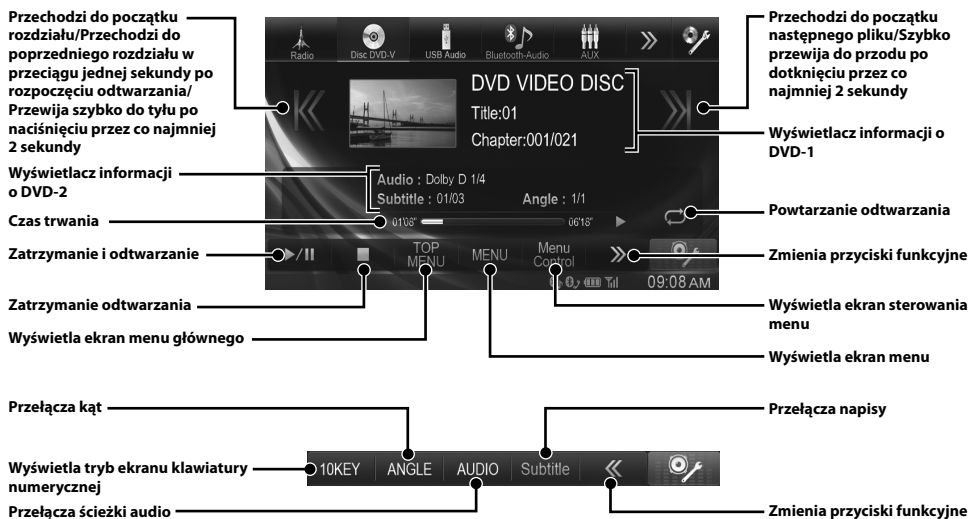 Przechodzi do początku
rozdziału/Przechodzi do
poprzedniego rozdziału w
przeciągu jednej sekundy po
rozpoczęciu odtwarzania/
Przewija szybko do tyłu po
naciśnięciu przez co najmniej
2 sekundy
Wyświetlacz informacji
o DVD-2
Czas trwania
Zatrzymanie i odtwarzanie
Zatrzymanie odtwarzania
Wyświetla ekran menu głównego
Radio
Disc DVD-V
USB Audio
Bluetooth-Audio
AUX
DVD VIDEO DISC
Title:01
Chapter:001/021
Audio : Dolby D 1/4
Subtitle : 01/03 Angle : 1/1
01'08" 06'18"
TOP
MENU
MENU
Menu
Control
09:08 AM
Przechodzi do początku
następnego pliku/Szybko
przewija do przodu po
dotknięciu przez co
najmniej 2 sekundy
Wyświetlacz informacji o
DVD-1
Powtarzanie odtwarzania
Zmienia przyciski funkcyjne
Wyświetla ekran sterowania
menu
Wyświetla ekran menu
Przełącza kąt
Przełącza napisy
Wyświetla tryb ekranu klawiatury
numerycznej
10KEY ANGLE AUDIO Subtitle
Przełącza ścieżki audio
Zmienia przyciski funkcyjne